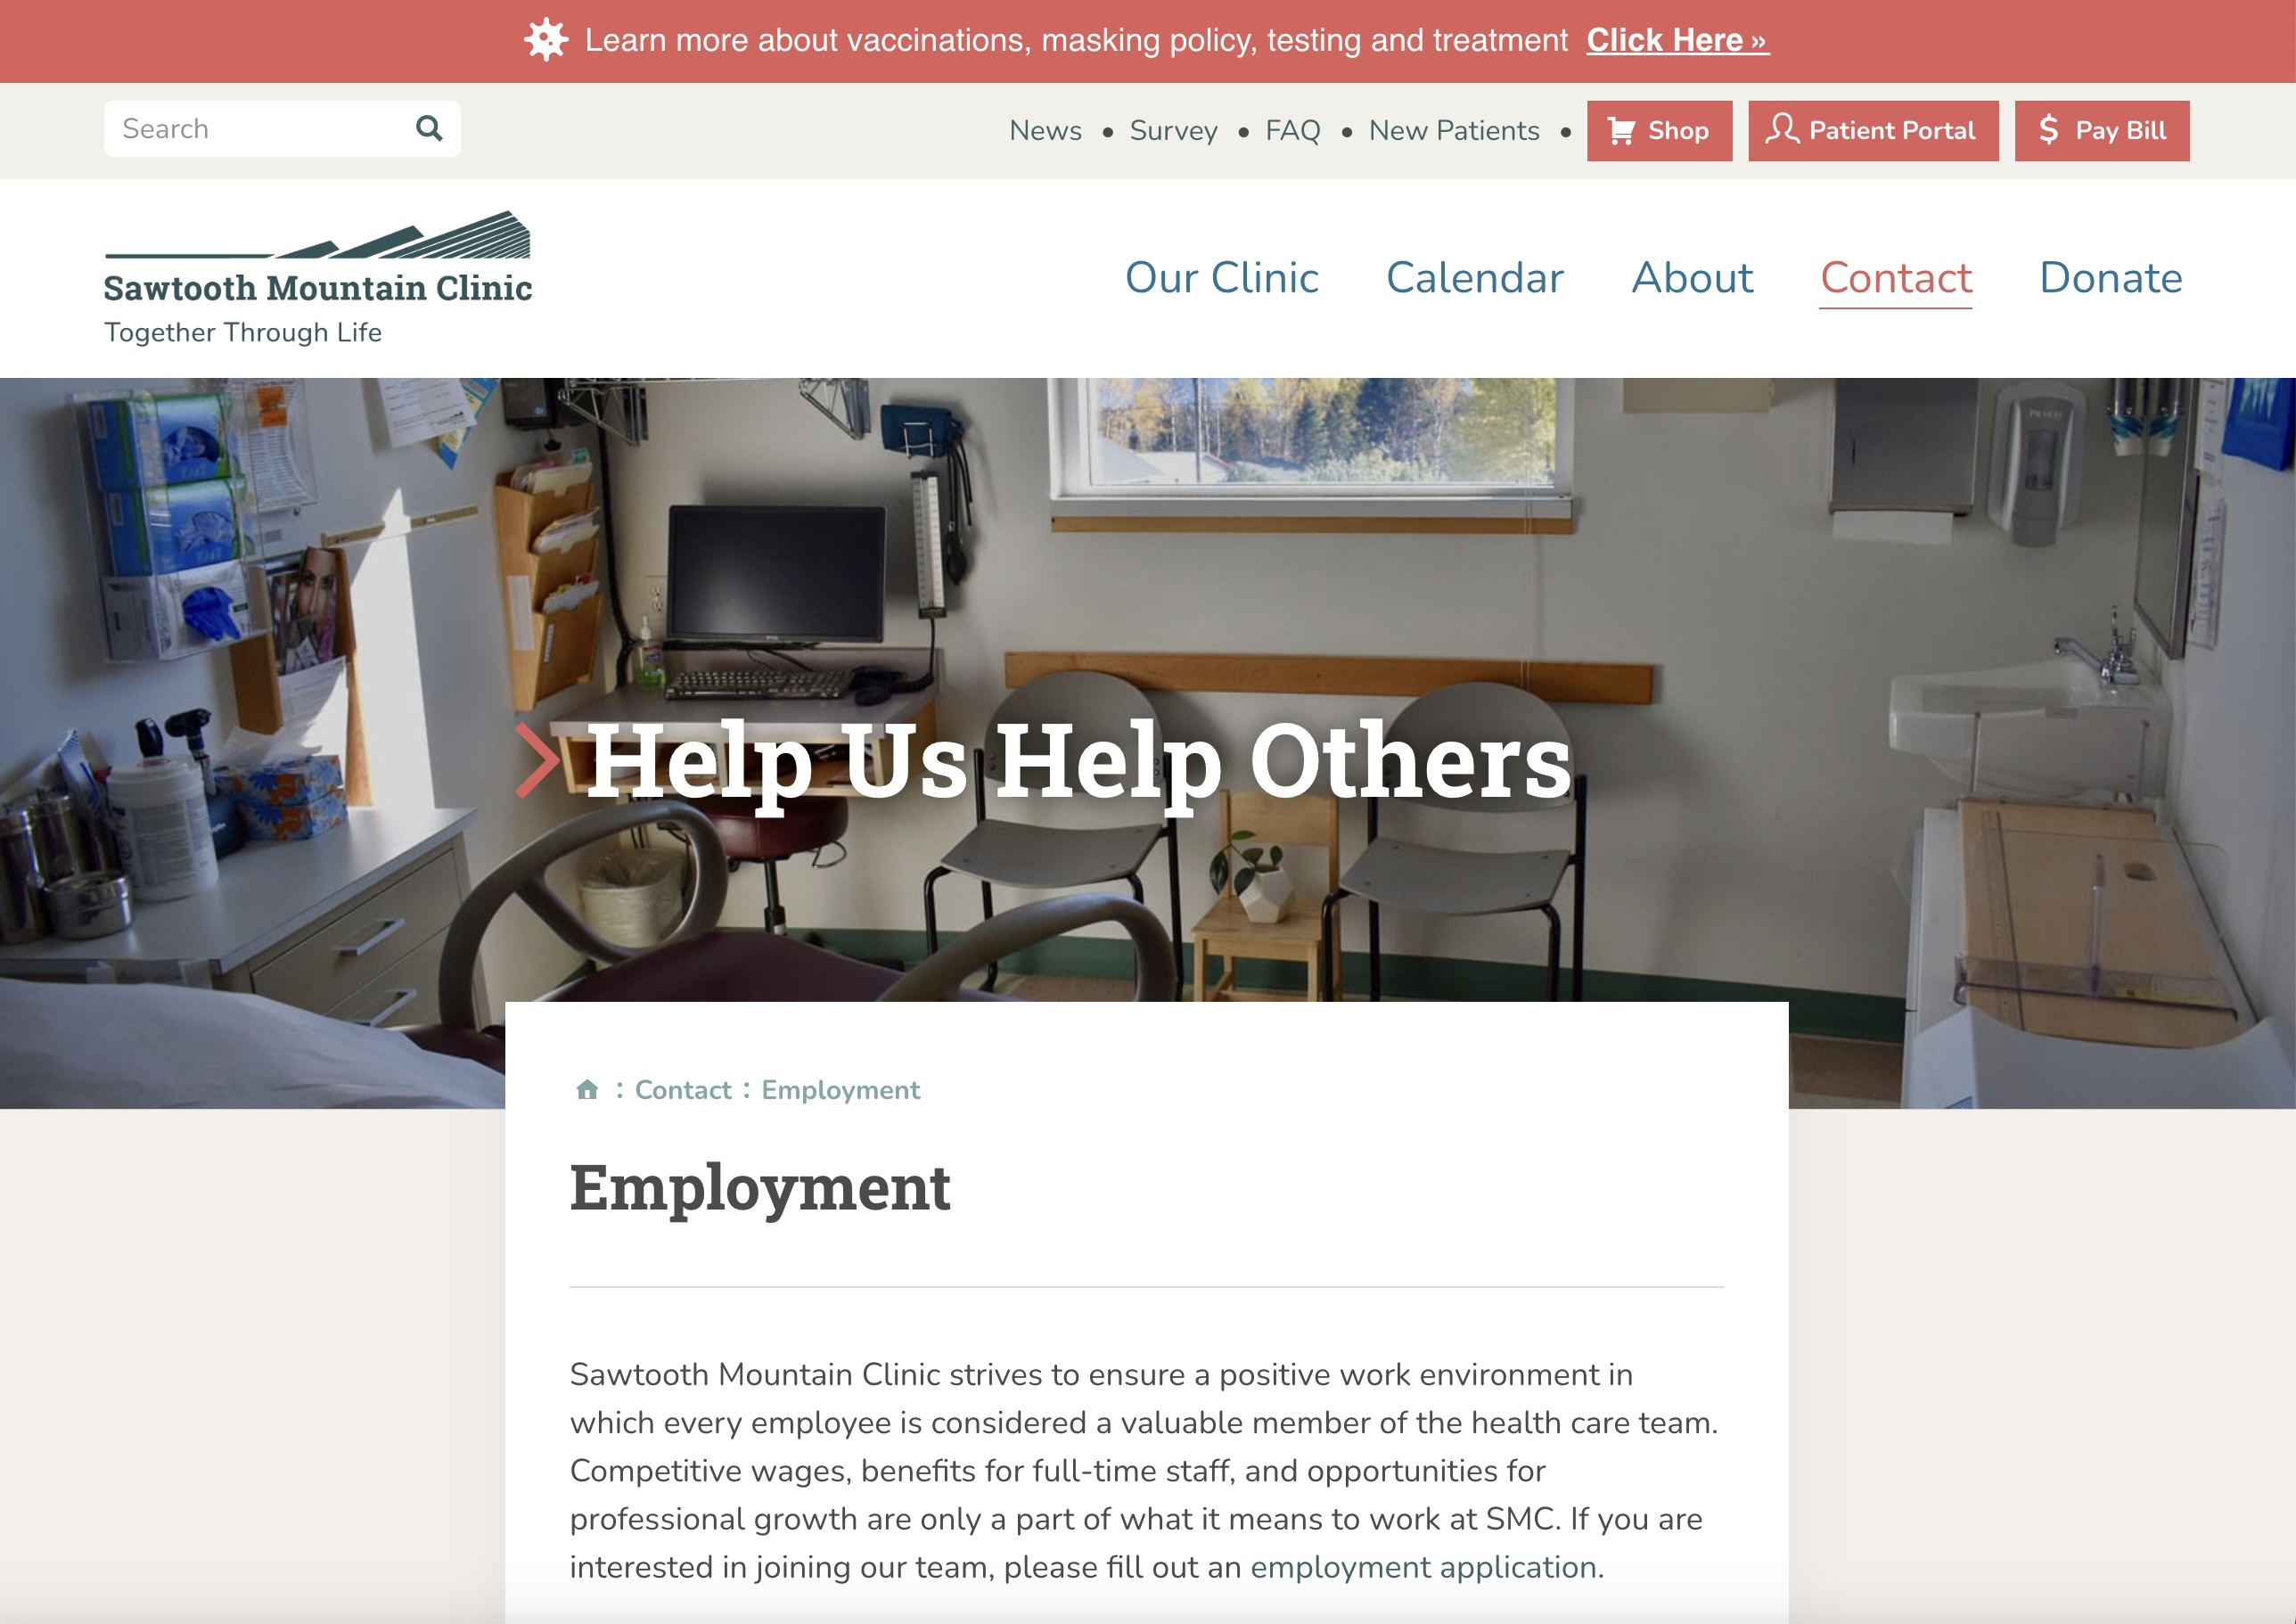 Learn more about vaccinations, masking policy, testing and treatment Click Here »
Search
News • Survey • FAQ • New Patients • Shop Patient Portal $ Pay Bill
Sawtooth Mountain Clinic
Together Through Life
Our Clinic Calendar About Contact Donate
Help Us Help Others
: Contact : Employment
Employment
Sawtooth Mountain Clinic strives to ensure a positive work environment in
which every employee is considered a valuable member of the health care team.
Competitive wages, benefits for full-time staff, and opportunities for
professional growth are only a part of what it means to work at SMC. If you are
interested in joining our team, please fill out an employment application.